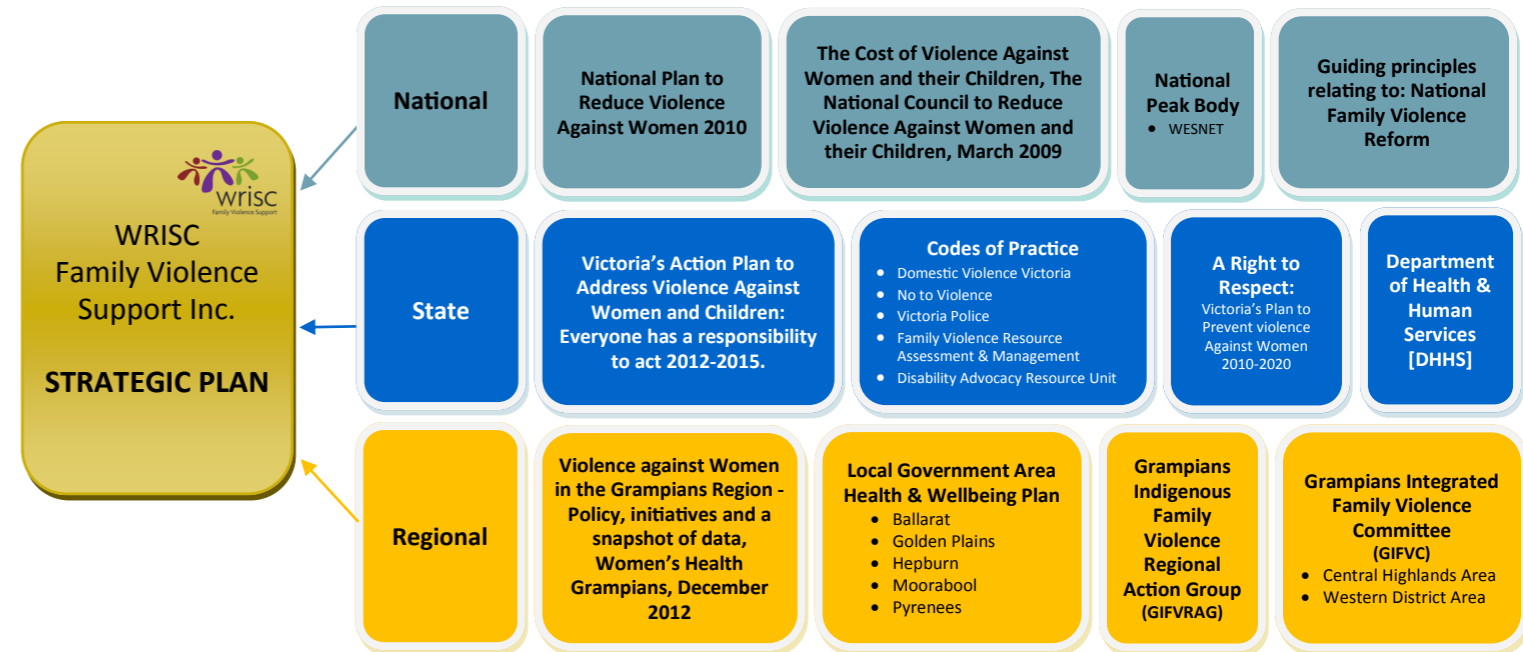 wrisc
Family Violence Support
WRISC
Family Violence
Support Inc.
STRATEGIC PLAN
National
National Plan to
Reduce Violence
Against Women 2010
The Cost of Violence Against
Women and their Children, The
National Council to Reduce
Violence Against Women and
their Children, March 2009
National
Peak Body
• WESNET
Guiding principles
relating to: National
Family Violence
Reform
State
Victoria’s Action Plan to
Address Violence Against
Women and Children:
Everyone has a responsibility
to act 2012-2015.
Codes of Practice
• Domestic Violence Victoria
• No to Violence
• Victoria Police
• Family Violence Resource
Assessment & Management
• Disability Advocacy Resource Unit
A Right to
Respect:
Victoria’s Plan to
Prevent violence
Against Women
2010-2020
Department
of Health &
Human
Services
[DHHS]
Regional
Violence against Women
in the Grampians Region -
Policy, initiatives and a
snapshot of data,
Women’s Health
Grampians, December
2012
Local Government Area
Health & Wellbeing Plan
• Ballarat
• Golden Plains
• Hepburn
• Moorabool
• Pyrenees
Grampians
Indigenous
Family
Violence
Regional
Action Group
(GIFVRAG)
Grampians Integrated
Family Violence
Committee
(GIFVC)
• Central Highlands Area
• Western District Area